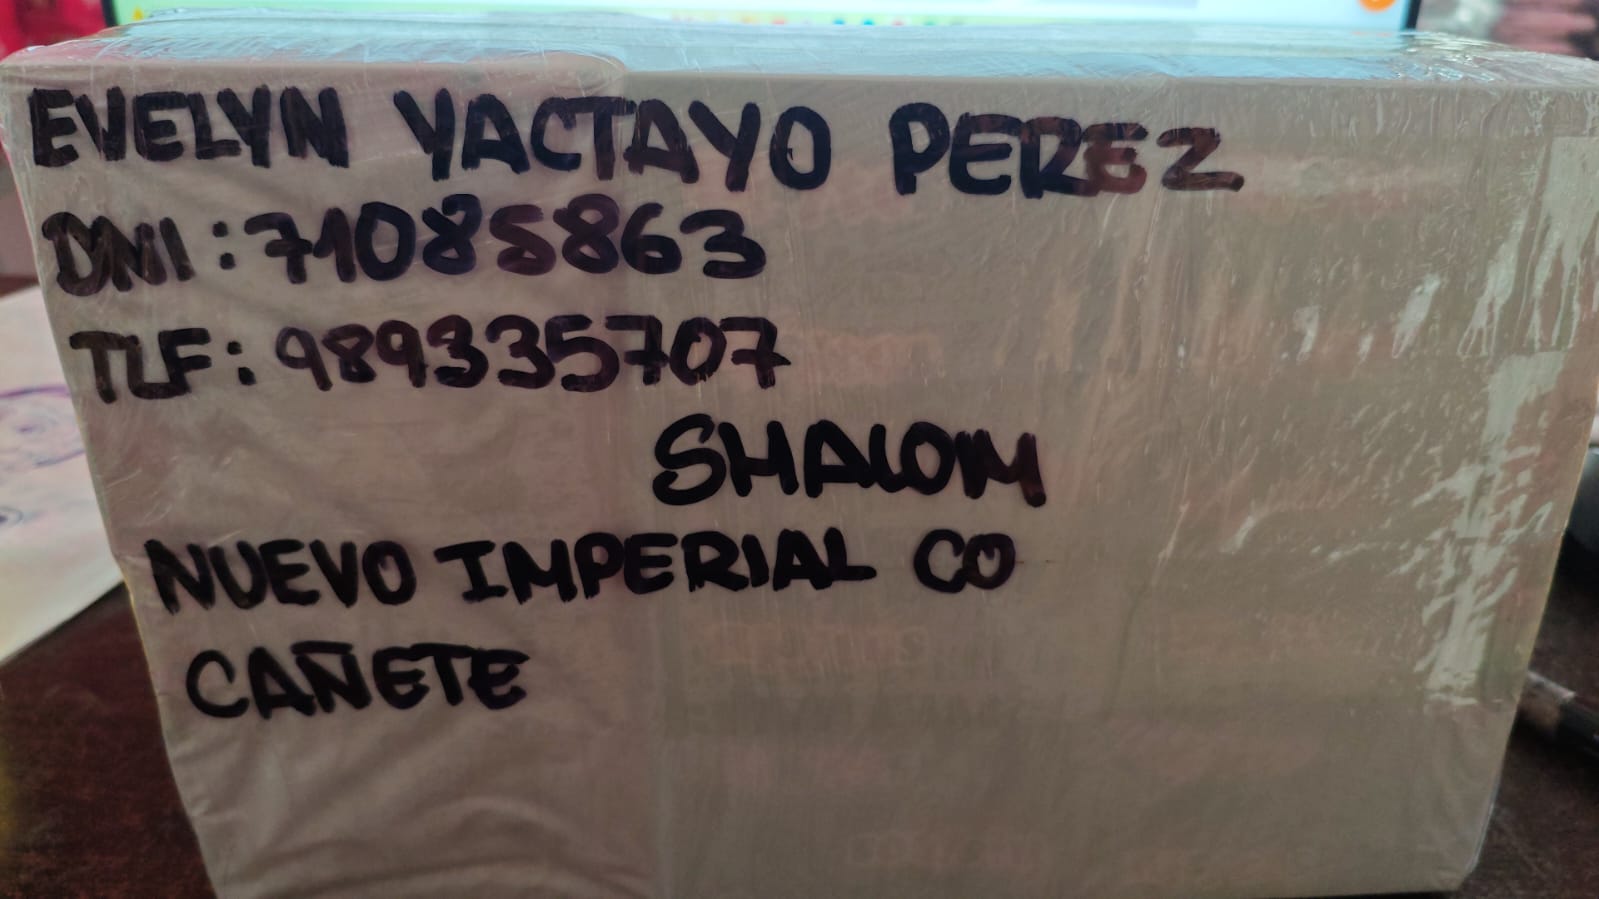 EVELYN YACTAYO PEREZ
DNI: 71085863
TLF: 989335707
SHALOM
NUEVO IMPERIAL CO
CAÑETE